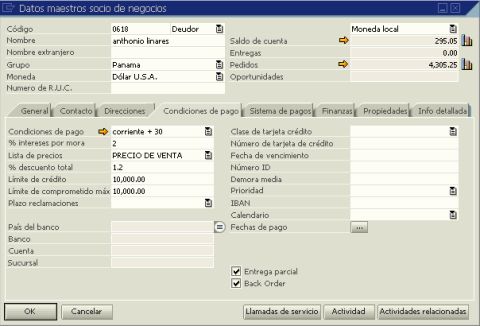 Datos maestros socio de negocios
Código 0618 Deudor Moneda local
Nombre anthonio linares Saldo de cuenta 295.05
Nombre extranjero Entregas 0.00
Grupo Panama Pedidos 4,305.25
Moneda Dólar U.S.A. Oportunidades
Numero de R.U.C.
General Contacto Direcciones Condiciones de pago Sistema de pagos Finanzas Propiedades Info detallada
Condiciones de pago corriente + 30 Clase de tarjeta crédito
% intereses por mora 2 Número de tarjeta de crédito
Lista de precios PRECIO DE VENTA Fecha de vencimiento
% descuento total 1.2 Número ID
Límite de crédito 10,000.00 Demora media
Límite de comprometido máx 10,000.00 Prioridad
Plazo reclamaciones IBAN
Calendario
País del banco Fechas de pago ...
Banco
Cuenta
Sucursal
Entrega parcial
Back Order
OK Cancelar Llamadas de servicio Actividad Actividades relacionadas